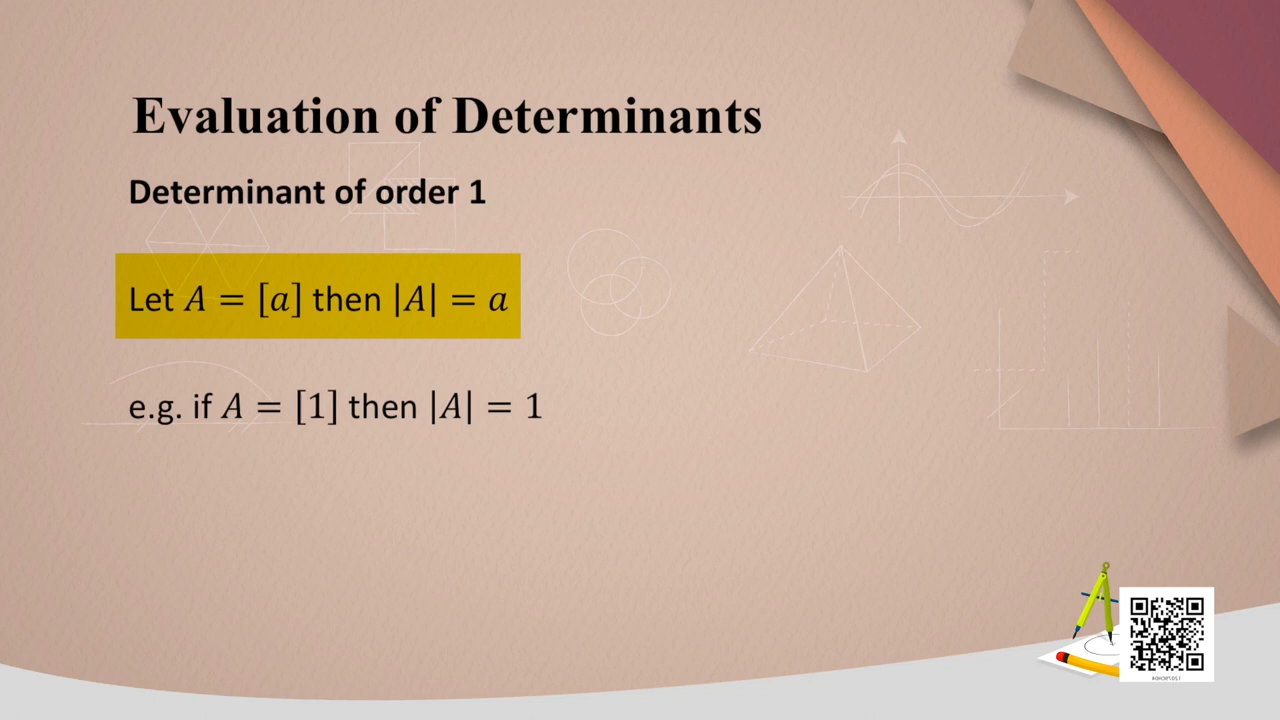 Evaluation of Determinants
Determinant of order 1
Let A = [a] then |A| = a
e.g. if A = [1] then |A| = 1